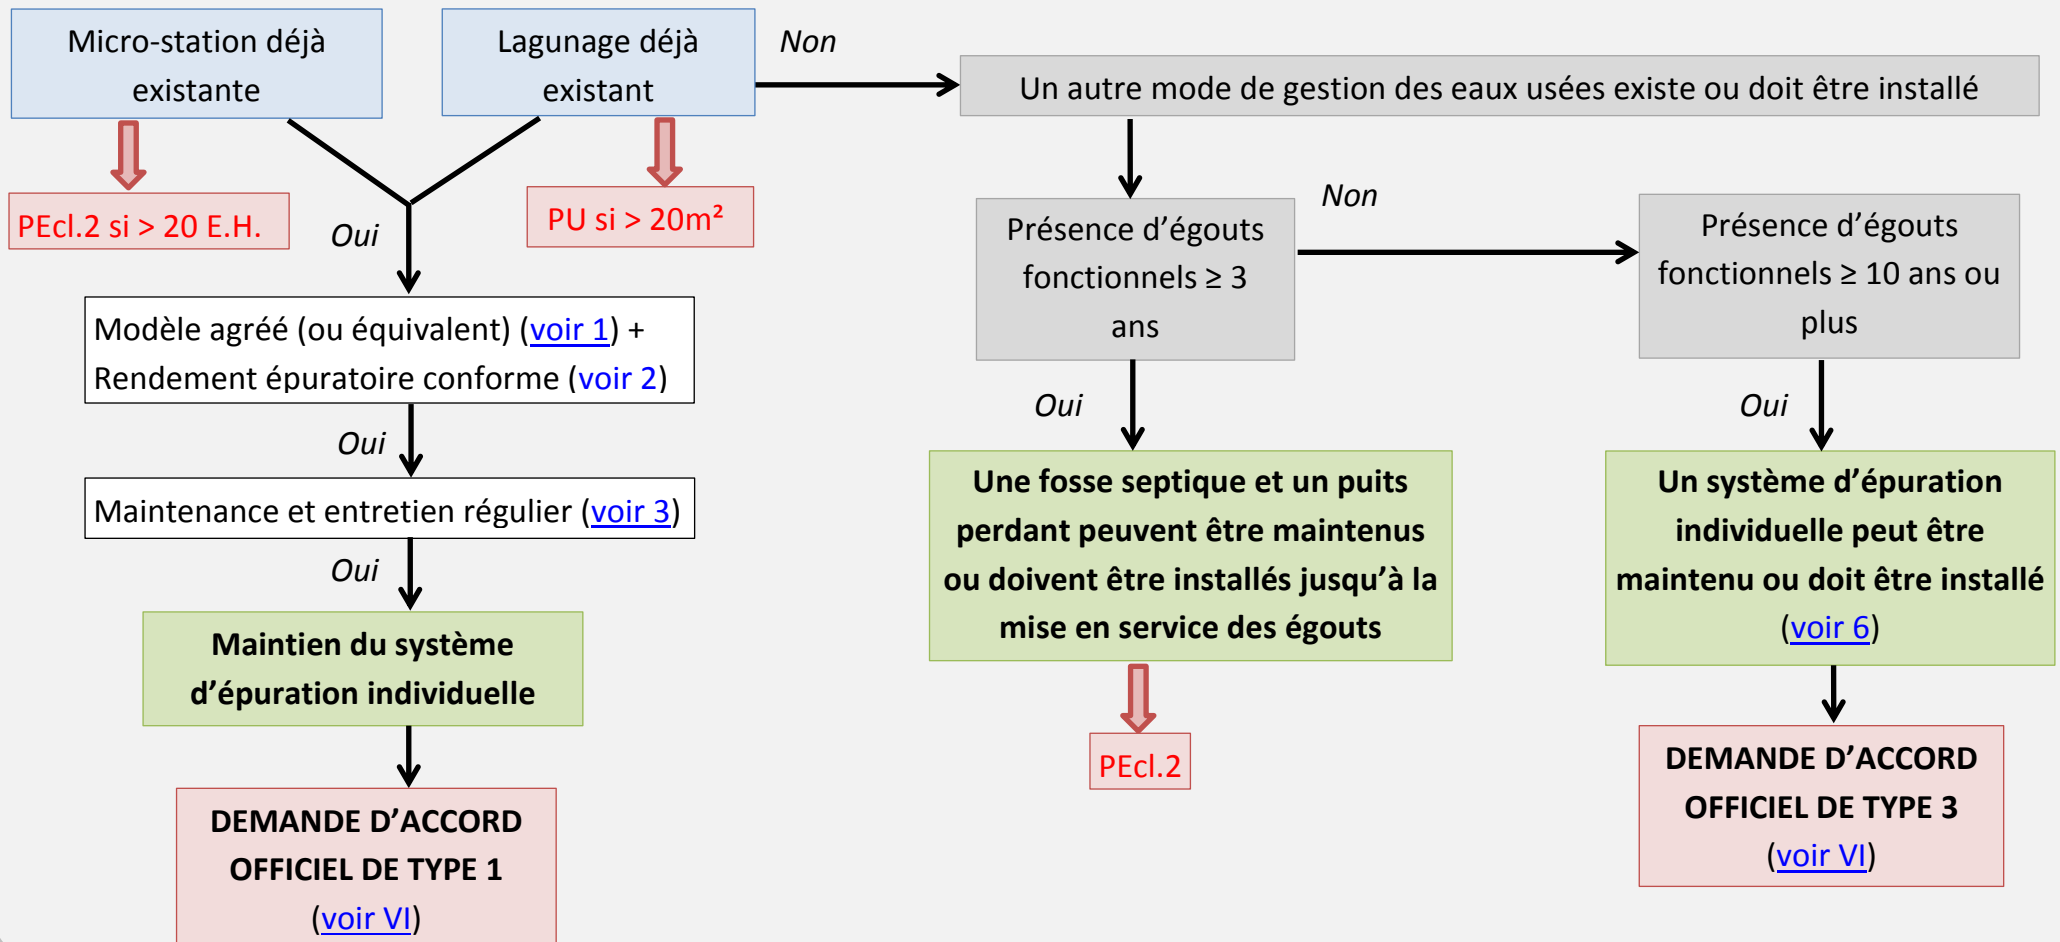 Micro-station déjà
existante
Lagunage déjà
existant
Non
Un autre mode de gestion des eaux usées existe ou doit être installé
PEcl.2 si > 20 E.H.
Oui
PU si > 20m²
Modèle agréé (ou équivalent) (voir 1) +
Rendement épuratoire conforme (voir 2)
Oui
Maintenance et entretien régulier (voir 3)
Oui
Maintien du système
d’épuration individuelle
DEMANDE D’ACCORD
OFFICIEL DE TYPE 1
(voir VI)
Présence d’égouts
fonctionnels ≥ 3
ans
Non
Oui
Une fosse septique et un puits
perdant peuvent être maintenus
ou doivent être installés jusqu’à la
mise en service des égouts
PEcl.2
Présence d’égouts
fonctionnels ≥ 10 ans ou
plus
Oui
Un système d’épuration
individuelle peut être
maintenu ou doit être installé
(voir 6)
DEMANDE D’ACCORD
OFFICIEL DE TYPE 3
(voir VI)